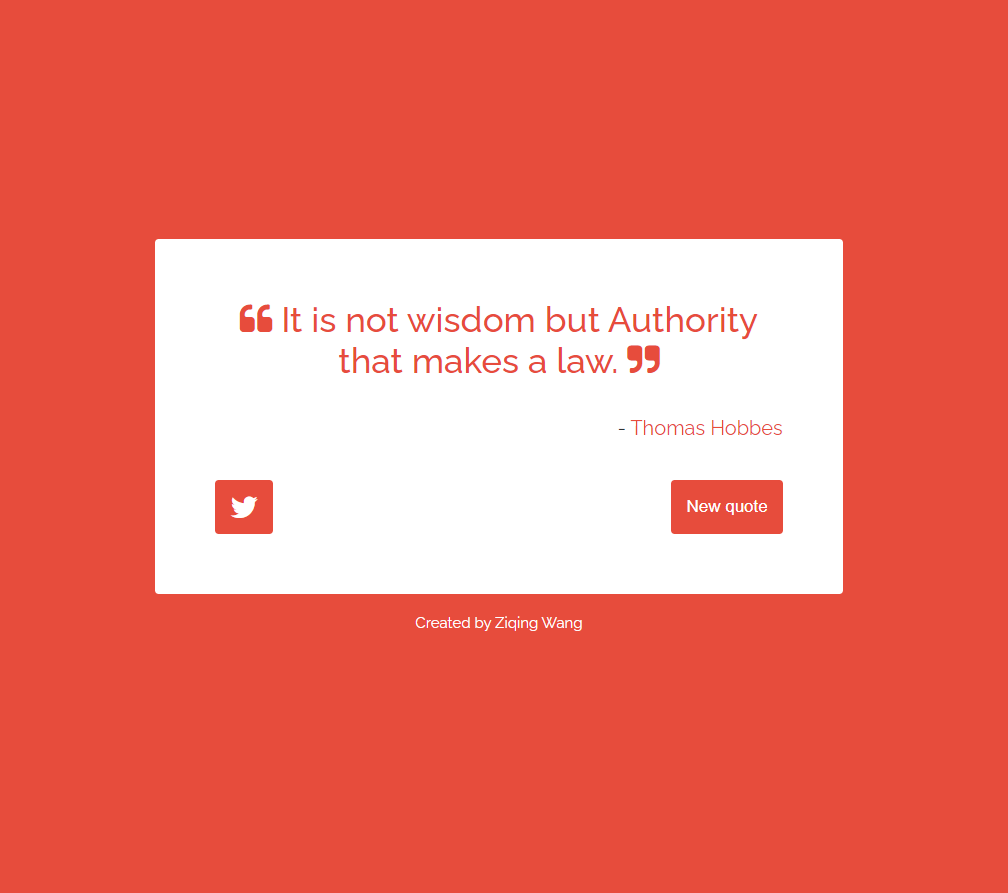 “ It is not wisdom but Authority
that makes a law. ”
- Thomas Hobbes
New quote
Created by Ziqing Wang